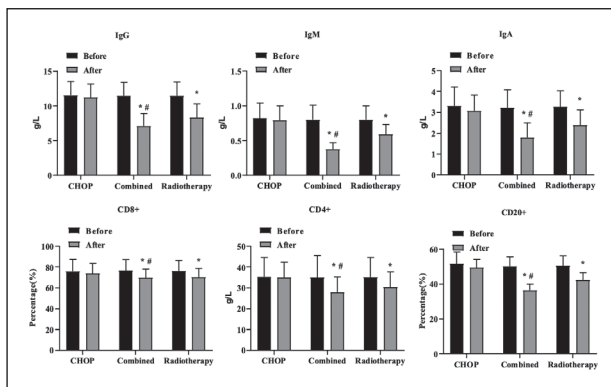 IgG
Before
After
g/L
15
10
5
0
* #
*
CHOP Combined Radiotherapy
IgM
Before
After
g/L
1.5
1.0
0.5
0.0
* #
*
CHOP Combined Radiotherapy
IgA
Before
After
g/L
5
4
3
2
1
0
* #
*
CHOP Combined Radiotherapy
CD8+
Before
After
Percentage(%)
100
80
60
40
20
0
* #
*
CHOP Combined Radiotherapy
CD4+
Before
After
g/L
50
40
30
20
10
0
* #
*
CHOP Combined Radiotherapy
CD20+
Before
After
Percentage(%)
60
40
20
0
* #
*
CHOP Combined Radiotherapy